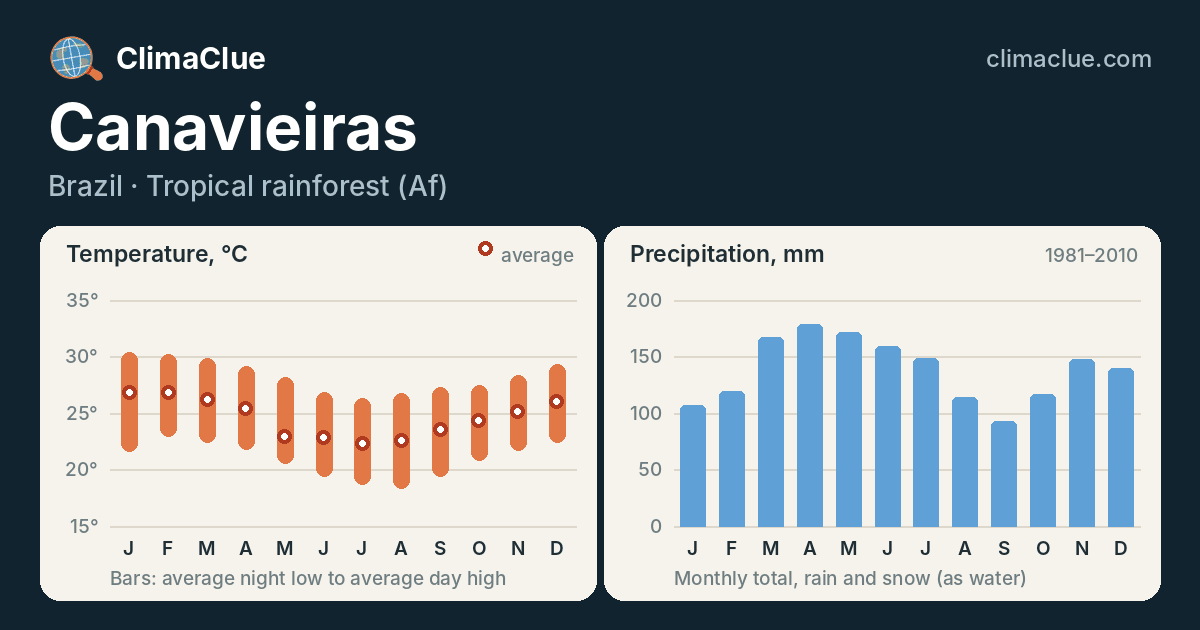 ClimaClue
climaclue.com
Canavieiras
Brazil · Tropical rainforest (Af)
Temperature, °C
average
35°
30°
25°
20°
15°
J F M A M J J A S O N D
Bars: average night low to average day high
Precipitation, mm
1981–2010
200
150
100
50
0
J F M A M J J A S O N D
Monthly total, rain and snow (as water)